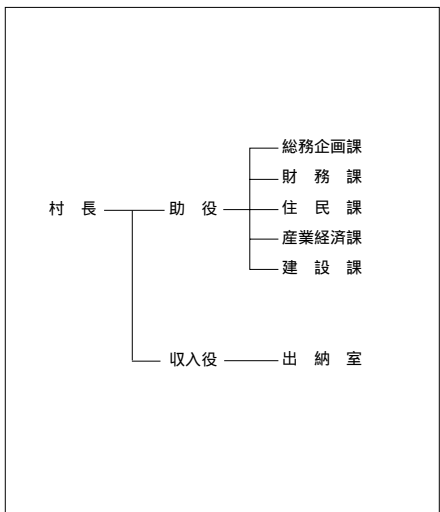 総務企画課
財　務　課
村　長　助　役　住　民　課
産業経済課
建　設　課
収入役　出　納　室